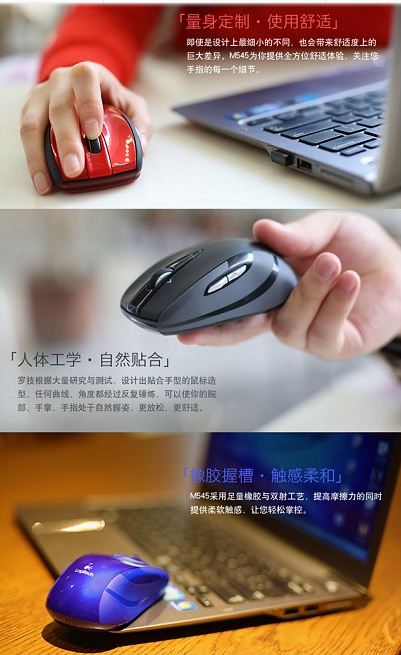 「量身定制·使用舒适」
即使是设计上最细小的不同，也会带来舒适度上的
巨大差异。M545为你提供全方位舒适体验，关注您
手指的每一个细节。
「人体工学·自然贴合」
罗技根据大量研究与测试，设计出贴合手型的鼠标造
型，任何曲线，角度都经过反复锤炼，可以使你的腕
部、手掌、手指处于自然握姿，更放松，更舒适。
「橡胶握槽·触感柔和」
M545采用足量橡胶与双射工艺，提高摩擦力的同时
提供柔软触感，让您轻松掌控。
Logitech